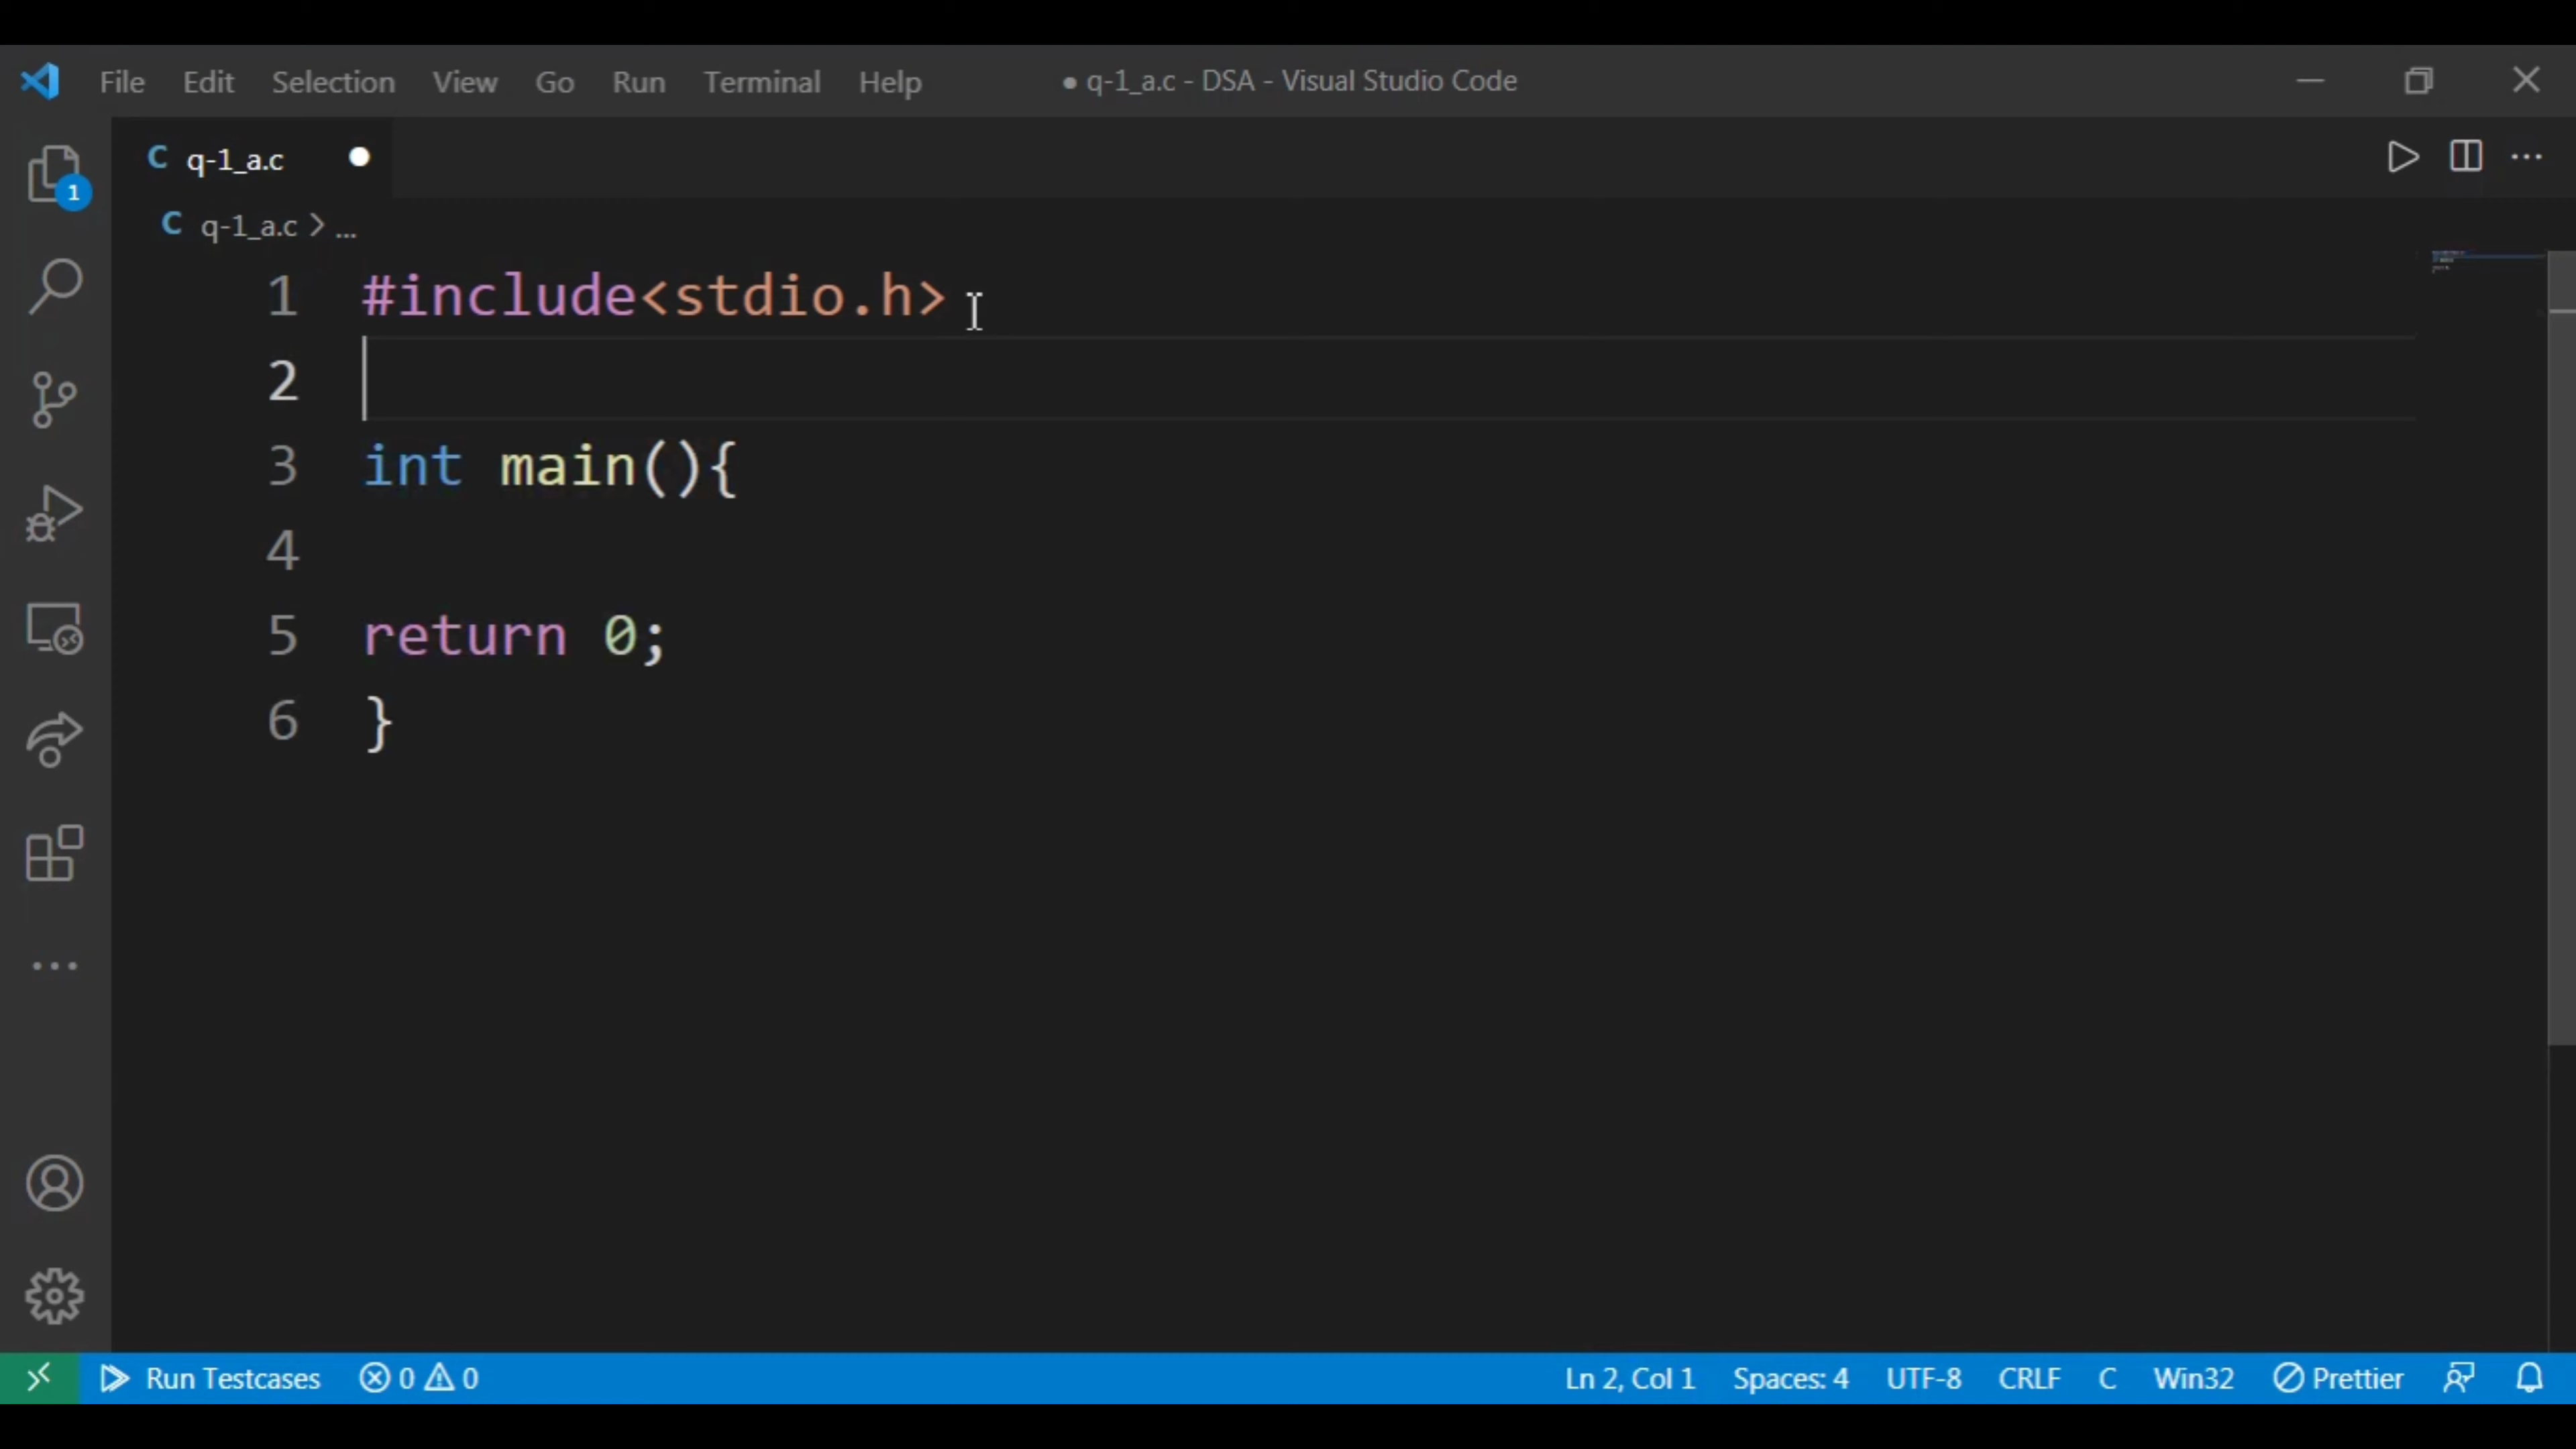 File Edit Selection View Go Run Terminal Help ● q-1_a.c - DSA - Visual Studio Code
C q-1_a.c ●
1
C q-1_a.c > ...
1 #include<stdio.h>
2
3 int main(){
4
5 return 0;
6 }
Run Testcases 0 0 Ln 2, Col 1 Spaces: 4 UTF-8 CRLF C Win32 Prettier